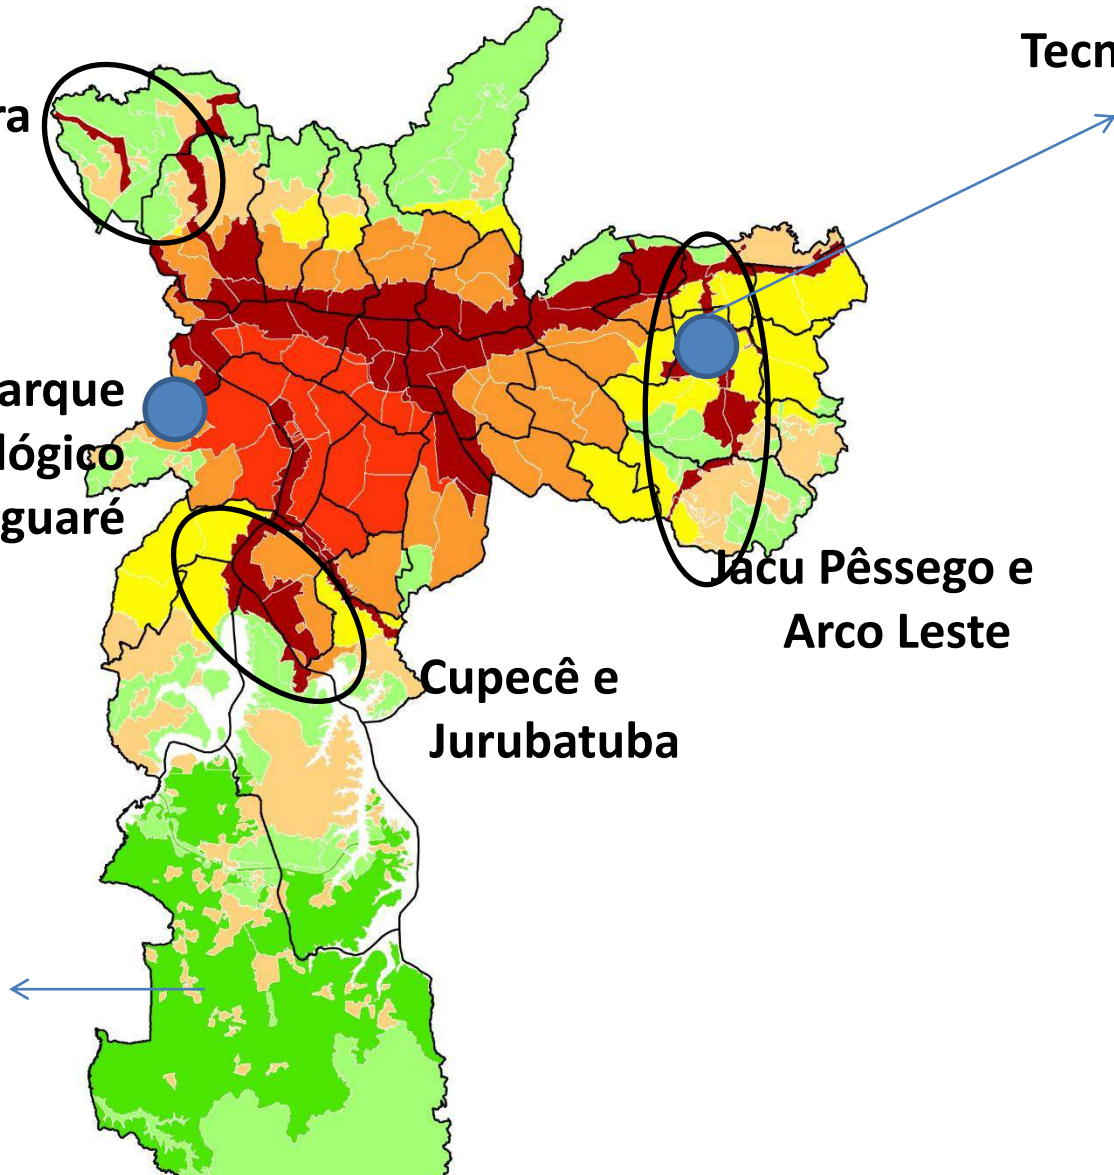 Tecn
ra
arque
lógico
guaré
Jacu Pêssego e
Arco Leste
Cupecê e
Jurubatuba